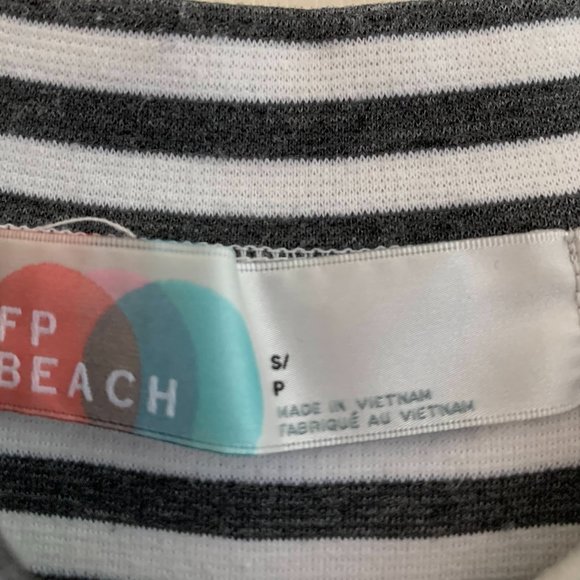 FP
BEACH
S/
P
MADE IN VIETNAM
FABRIQUÉ AU VIETNAM